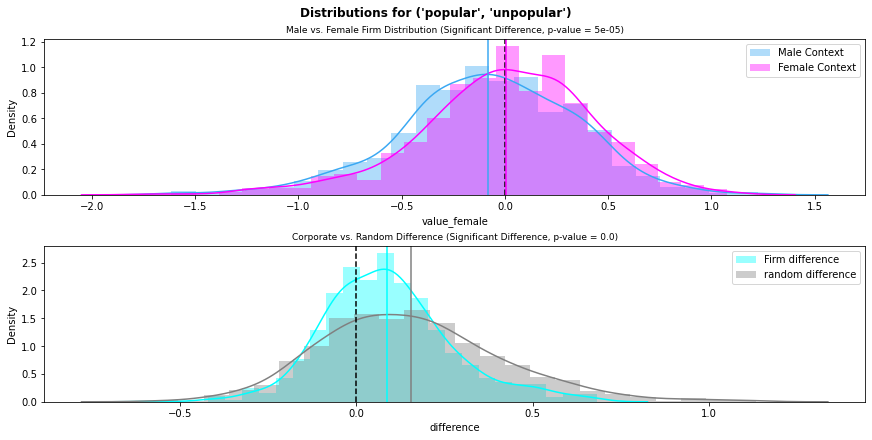 Distributions for ('popular', 'unpopular')
Male vs. Female Firm Distribution (Significant Difference, p-value = 5e-05)
Male Context
Female Context
Density
1.2
1.0
0.8
0.6
0.4
0.2
0.0
−2.0 −1.5 −1.0 −0.5 0.0 0.5 1.0 1.5
value_female
Corporate vs. Random Difference (Significant Difference, p-value = 0.0)
Firm difference
random difference
Density
2.5
2.0
1.5
1.0
0.5
0.0
−0.5 0.0 0.5 1.0
difference